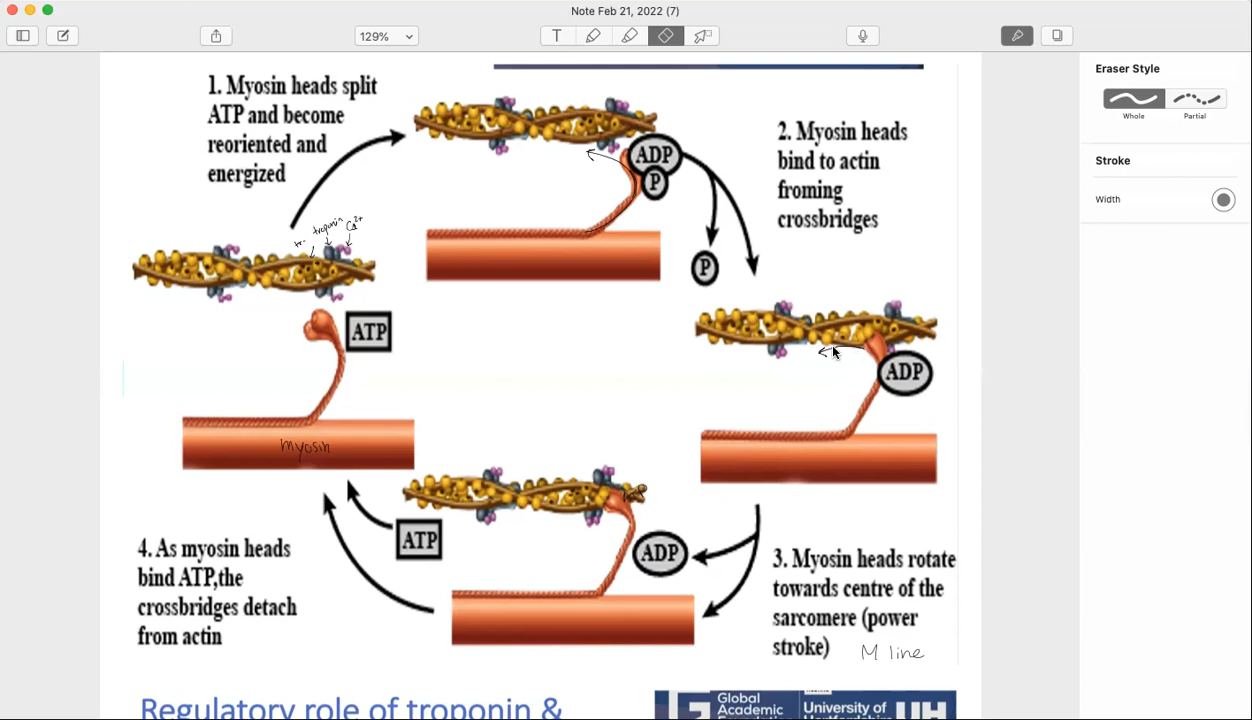 Note Feb 21, 2022 (7)
129%
T
Eraser Style
Whole
Partial
Stroke
Width
1. Myosin heads split
ATP and become
reoriented and
energized
ADP
P
2. Myosin heads
bind to actin
froming
crossbridges
P
troponin
Ca2+
ATP
ADP
myosin
ATP
ADP
3. Myosin heads rotate
towards centre of the
sarcomere (power
stroke)
M line
4. As myosin heads
bind ATP,the
crossbridges detach
from actin
Regulatory role of troponin &
Global
Academic
University of
UH